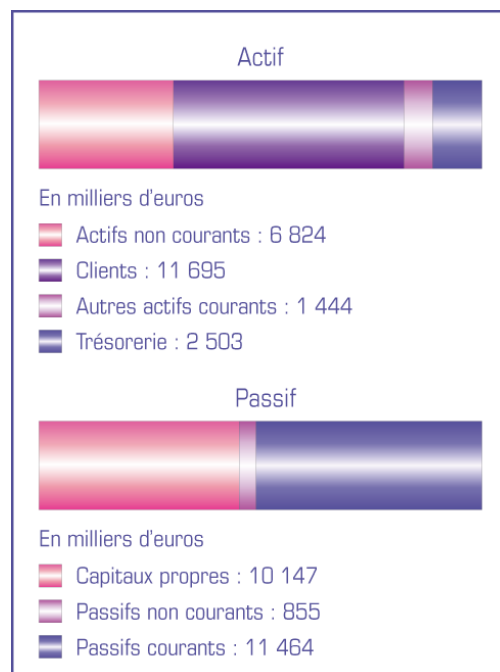 Actif
En milliers d'euros
Actifs non courants : 6 824
Clients : 11 695
Autres actifs courants : 1 444
Trésorerie : 2 503
Passif
En milliers d'euros
Capitaux propres : 10 147
Passifs non courants : 855
Passifs courants : 11 464